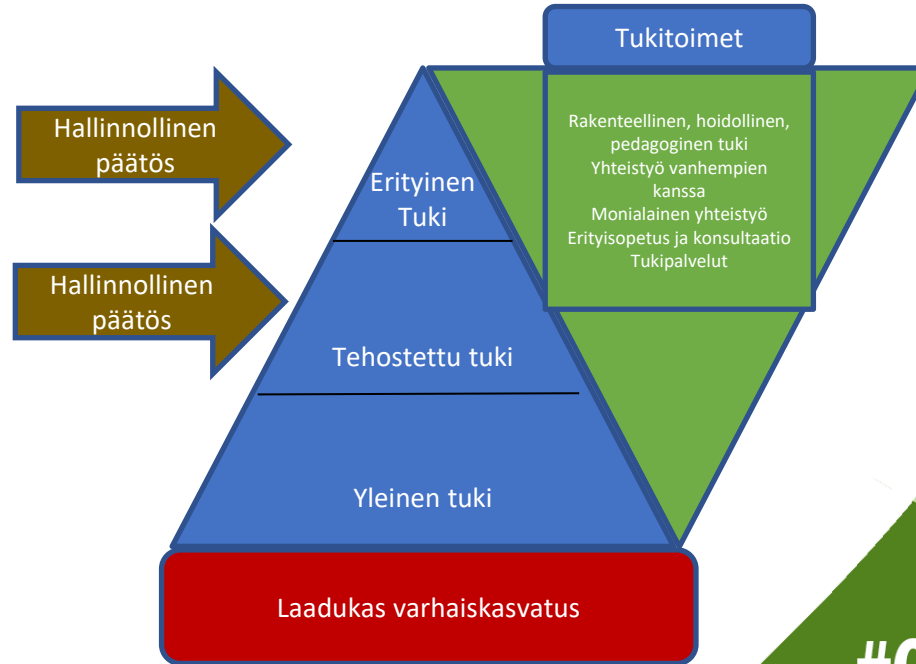 Tukitoimet
Hallinnollinen
päätös
Rakenteellinen, hoidollinen,
pedagoginen tuki
Yhteistyö vanhempien
kanssa
Monialainen yhteistyö
Erityisopetus ja konsultaatio
Tukipalvelut
Erityinen
Tuki
Hallinnollinen
päätös
Tehostettu tuki
Yleinen tuki
Laadukas varhaiskasvatus